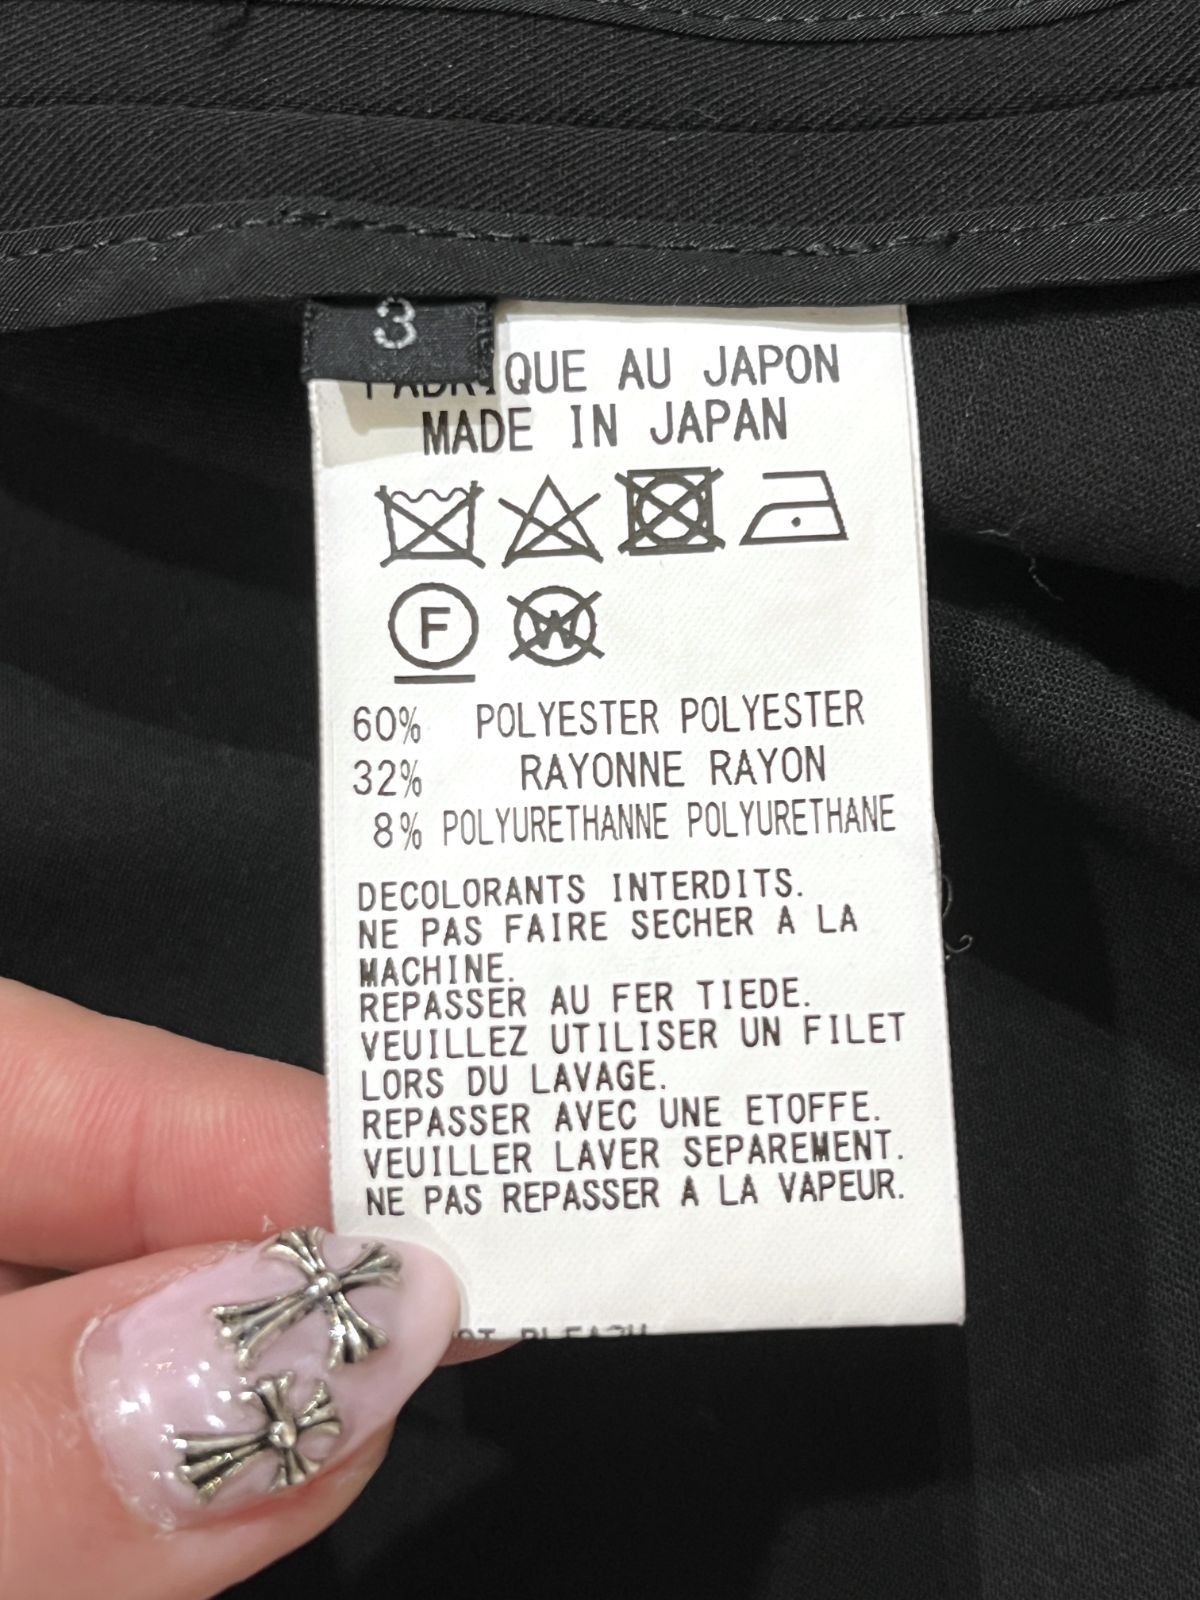 3
FABRIQUE AU JAPON
MADE IN JAPAN
F
W
60% POLYESTER POLYESTER
32% RAYONNE RAYON
8% POLYURETHANNE POLYURETHANE
DECOLORANTS INTERDITS.
NE PAS FAIRE SECHER A LA
MACHINE.
REPASSER AU FER TIEDE.
VEUILLEZ UTILISER UN FILET
LORS DU LAVAGE.
REPASSER AVEC UNE ETOFFE.
VEUILLER LAVER SEPAREMENT.
NE PAS REPASSER A LA VAPEUR.